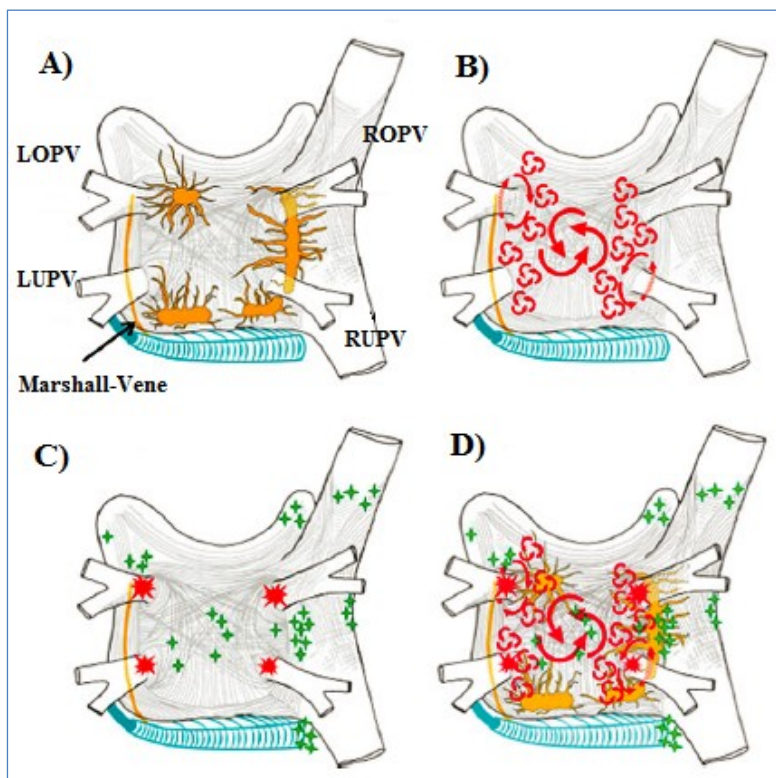 A)
B)
LOPV
ROPV
LUPV
RUPV
Marshall-Vene
C)
D)